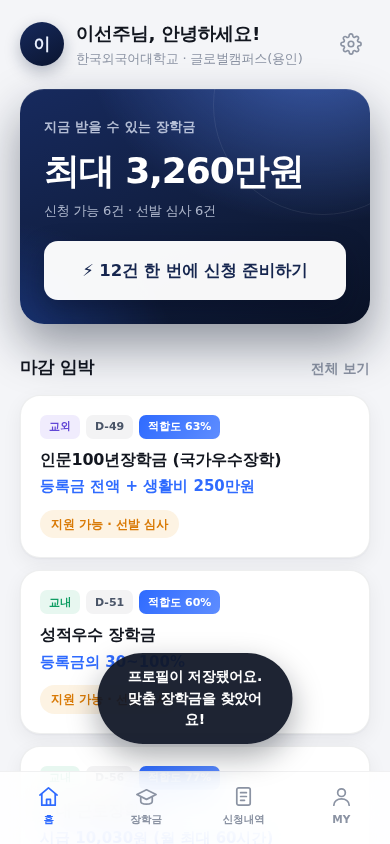 이
이선주님, 안녕하세요!
한국외국어대학교 · 글로벌캠퍼스(용인)
지금 받을 수 있는 장학금
최대 3,260만원
신청 가능 6건 · 선발 심사 6건
⚡ 12건 한 번에 신청 준비하기
마감 임박
전체 보기
교외 D-49 적합도 63%
인문100년장학금 (국가우수장학)
등록금 전액 + 생활비 250만원
지원 가능 · 선발 심사
교내 D-51 적합도 60%
성적우수 장학금
등록금의 30~100%
지원 가능
프로필이 저장됐어요.
맞춤 장학금을 찾았어
요!
D-56
시급 10,030원 (월 최대 60시간)
홈
장학금
신청내역
MY